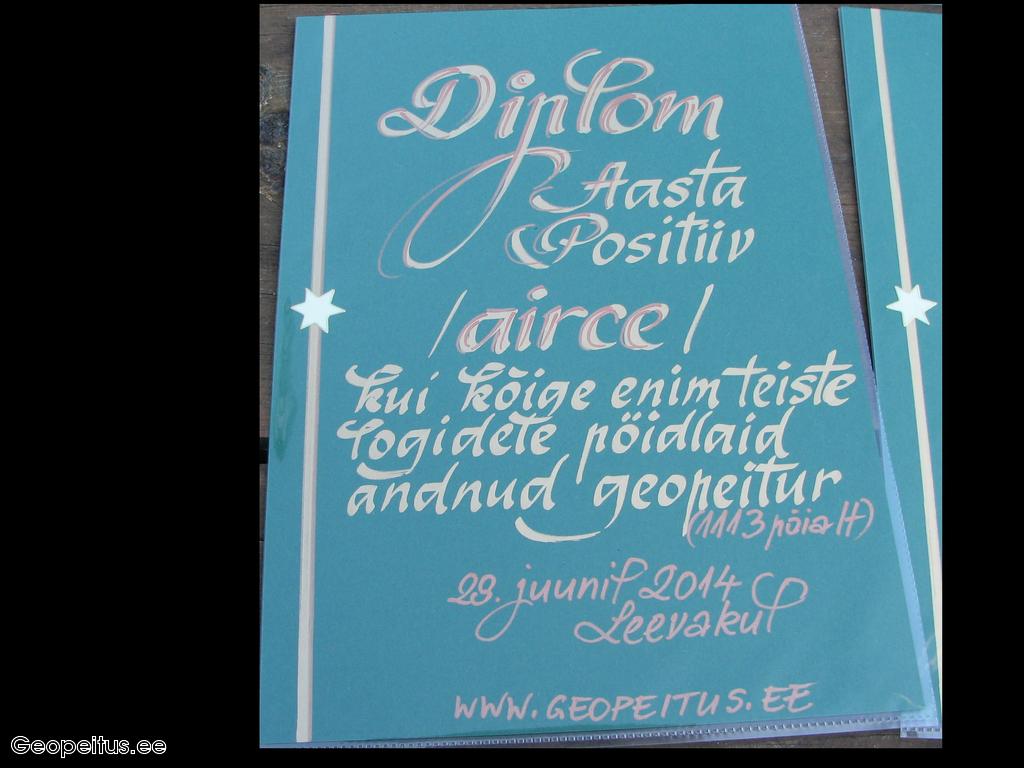 Diplom
Aasta
Positiiv
/airce/
kui kõige enim teiste
logidele pöidlaid
andnud geopeitur
(1113 pöialt)
28. juunil 2014
Leevakul
WWW.GEOPEITUS.EE
Geopeitus.ee